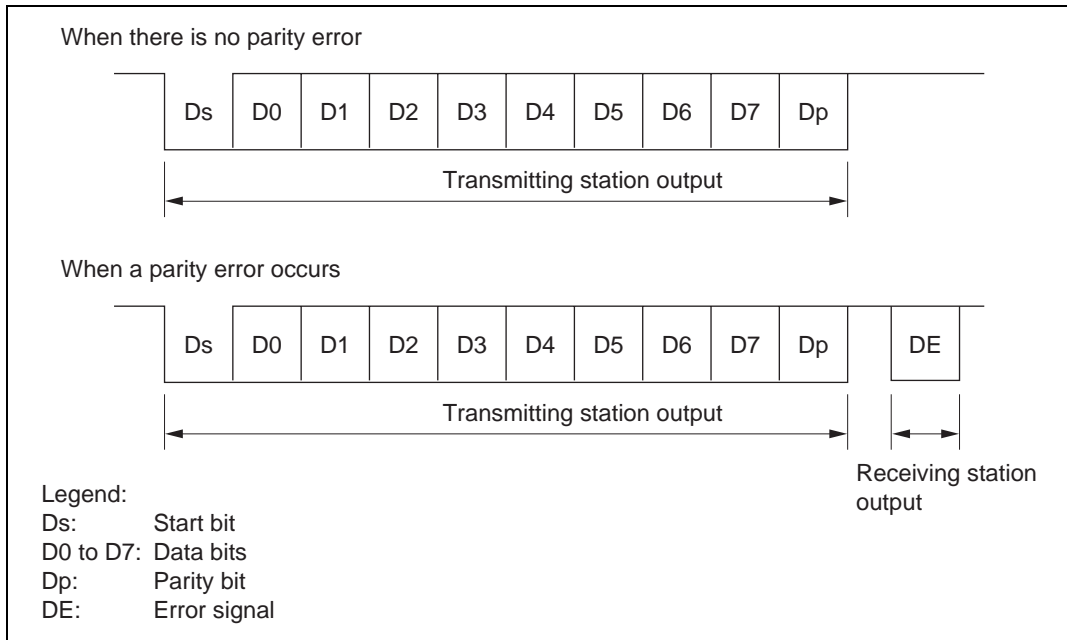 When there is no parity error
Ds D0 D1 D2 D3 D4 D5 D6 D7 Dp
Transmitting station output
When a parity error occurs
Ds D0 D1 D2 D3 D4 D5 D6 D7 Dp DE
Transmitting station output
Receiving station
output
Legend:
Ds: Start bit
D0 to D7: Data bits
Dp: Parity bit
DE: Error signal